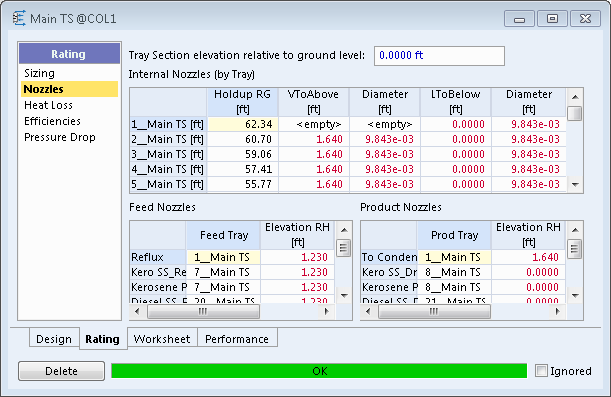 Main TS @COL1
Rating
Sizing
Nozzles
Heat Loss
Efficiencies
Pressure Drop
Tray Section elevation relative to ground level: 0.0000 ft
Internal Nozzles (by Tray)
Holdup RG [ft] VToAbove [ft] Diameter [ft] LToBelow [ft] Diameter [ft]
1__Main TS [ft] 62.34 <empty> <empty> 0.0000 9.843e-03
2__Main TS [ft] 60.70 1.640 9.843e-03 0.0000 9.843e-03
3__Main TS [ft] 59.06 1.640 9.843e-03 0.0000 9.843e-03
4__Main TS [ft] 57.41 1.640 9.843e-03 0.0000 9.843e-03
5__Main TS [ft] 55.77 1.640 9.843e-03 0.0000 9.843e-03
Feed Nozzles
Feed Tray Elevation RH [ft]
Reflux 1__Main TS 1.230
Kero SS_Re 7__Main TS 1.230
Kerosene P 7__Main TS 1.230
Diesel SS_R 20__Main TS 1.230
Product Nozzles
Prod Tray Elevation RH [ft]
To Conden 1__Main TS 1.640
Kero SS_Dr 8__Main TS 0.0000
Kerosene P 8__Main TS 0.0000
Diesel SS_D 21__Main TS 0.0000
Design Rating Worksheet Performance
Delete OK Ignored